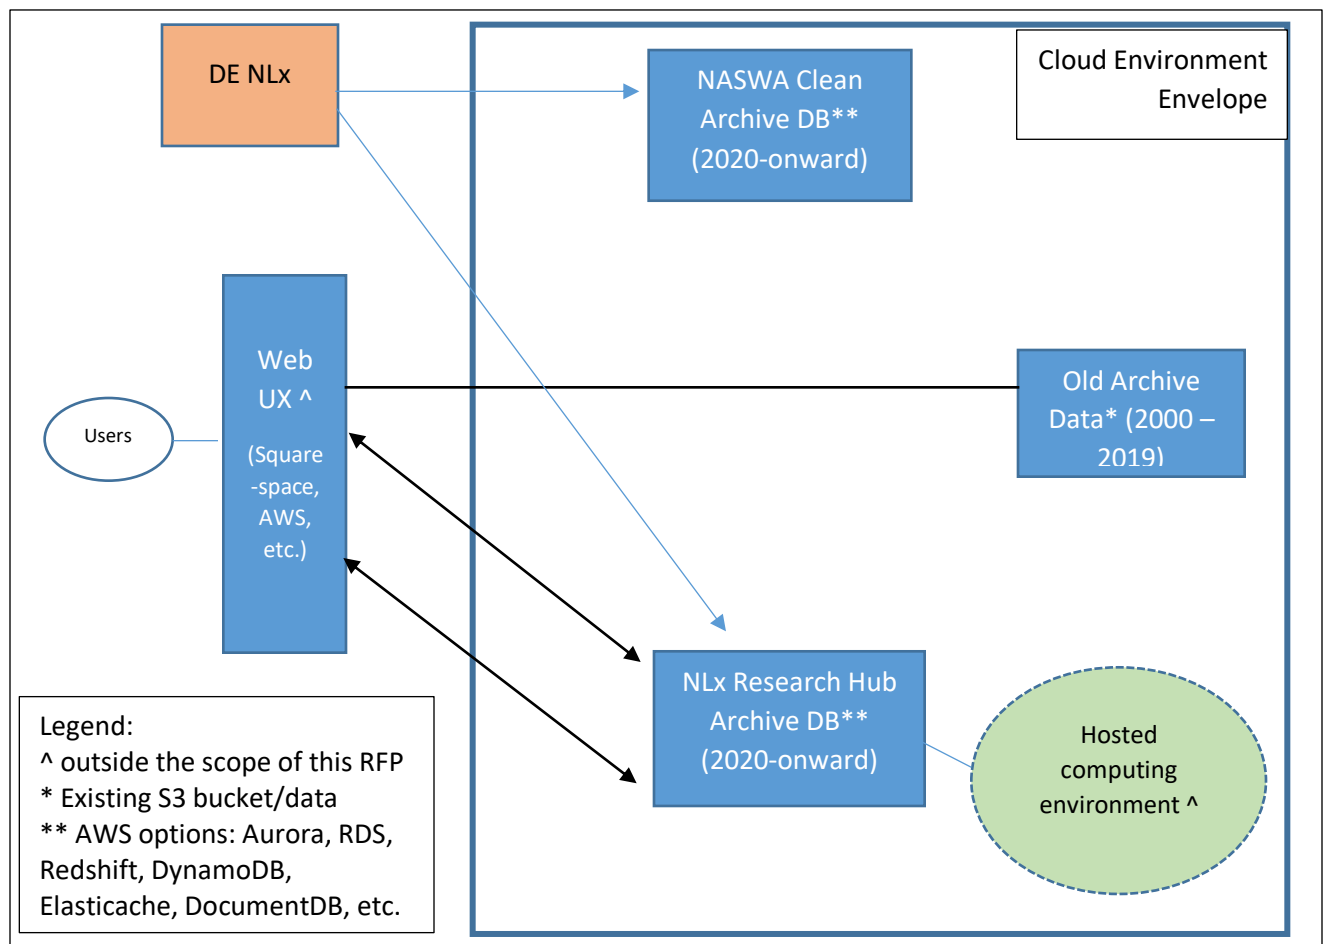 DE NLx
NASWA Clean
Archive DB**
(2020-onward)
Cloud Environment
Envelope
Web
UX ^
(Square
-space,
AWS,
etc.)
Users
Old Archive
Data* (2000 –
2019)
NLx Research Hub
Archive DB**
(2020-onward)
Hosted
computing
environment ^
Legend:
^ outside the scope of this RFP
* Existing S3 bucket/data
** AWS options: Aurora, RDS,
Redshift, DynamoDB,
Elasticache, DocumentDB, etc.